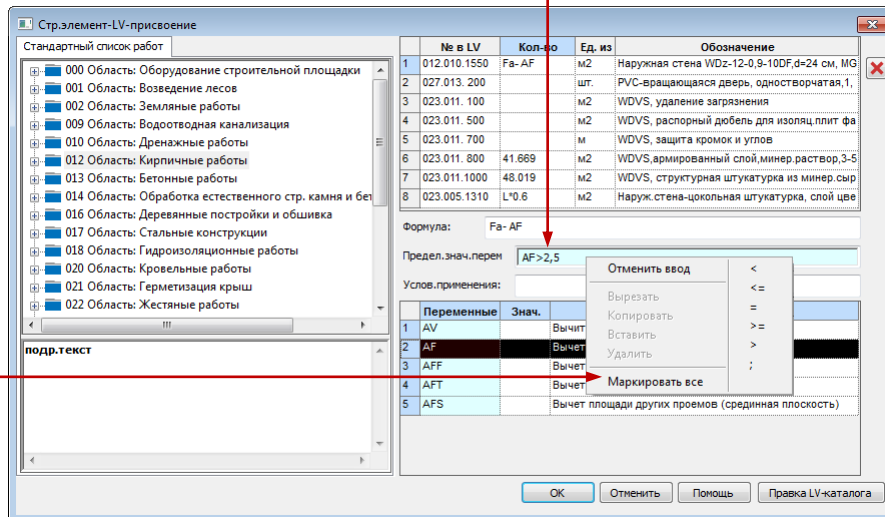 Стр.элемент-LV-присвоение
Стандартный список работ
000 Область: Оборудование строительной площадки
001 Область: Возведение лесов
002 Область: Земляные работы
009 Область: Водоотводная канализация
010 Область: Дренажные работы
012 Область: Кирпичные работы
013 Область: Бетонные работы
014 Область: Обработка естественного стр. камня и бет
016 Область: Деревянные постройки и обшивка
017 Область: Стальные конструкции
018 Область: Гидроизоляционные работы
020 Область: Кровельные работы
021 Область: Герметизация крыш
022 Область: Жестяные работы
подр.текст
№ в LV Кол-во Ед. из Обозначение
1 012.010.1550 Fa- AF м2 Наружная стена WDz-12-0,9-10DF,d=24 см, MG
2 027.013. 200 шт. PVC-вращающаяся дверь, одностворчатая,1,
3 023.011. 100 м2 WDVS, удаление загрязнения
4 023.011. 500 м2 WDVS, распорный дюбель для изоляц.плит фа
5 023.011. 700 м WDVS, защита кромок и углов
6 023.011. 800 41.669 м2 WDVS,армированный слой,минер.раствор,3-5
7 023.011.1000 48.019 м2 WDVS, структурная штукатурка из минер.сыр
8 023.005.1310 L*0.6 м2 Наруж.стена-цокольная штукатурка, слой цве
Формула: Fa- AF
Предел.знач.перем AF>2,5
Услов.применения:
Переменные Знач.
1 AV Вычит
2 AF Вычет
3 AFF Вычет
4 AFT Вычет
5 AFS Вычет площади других проемов (срединная плоскость)
Отменить ввод
Вырезать
Копировать
Вставить
Удалить
Маркировать все
<
<=
=
>=
>
;
OK Отменить Помощь Правка LV-каталога